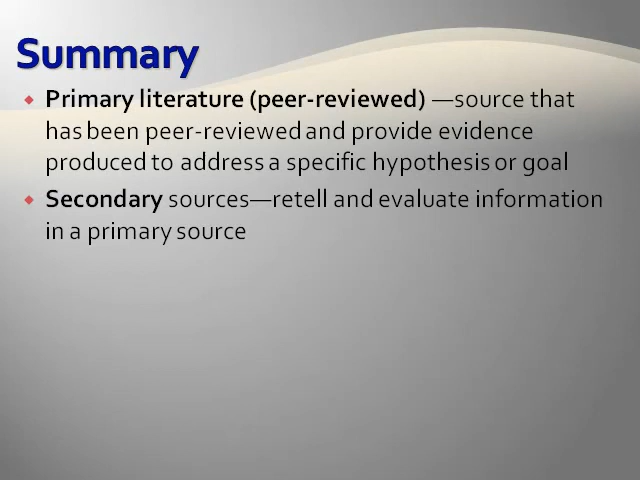 Summary
Primary literature (peer-reviewed) —source that
has been peer-reviewed and provide evidence
produced to address a specific hypothesis or goal
Secondary sources—retell and evaluate information
in a primary source